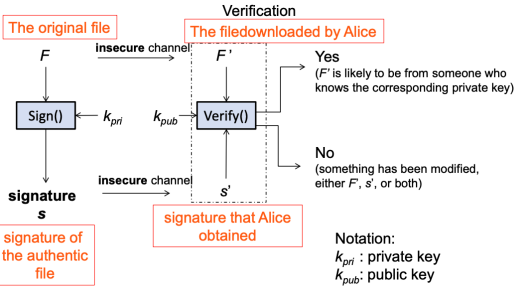 Verification
The original file
The filedownloaded by Alice
F
insecure channel
F'
Yes
(F' is likely to be from someone who
knows the corresponding private key)
Sign()
kpri
kpub
Verify()
No
(something has been modified,
either F', s', or both)
signature
s
insecure channel
s'
signature of
the authentic
file
signature that Alice
obtained
Notation:
kpri : private key
kpub: public key